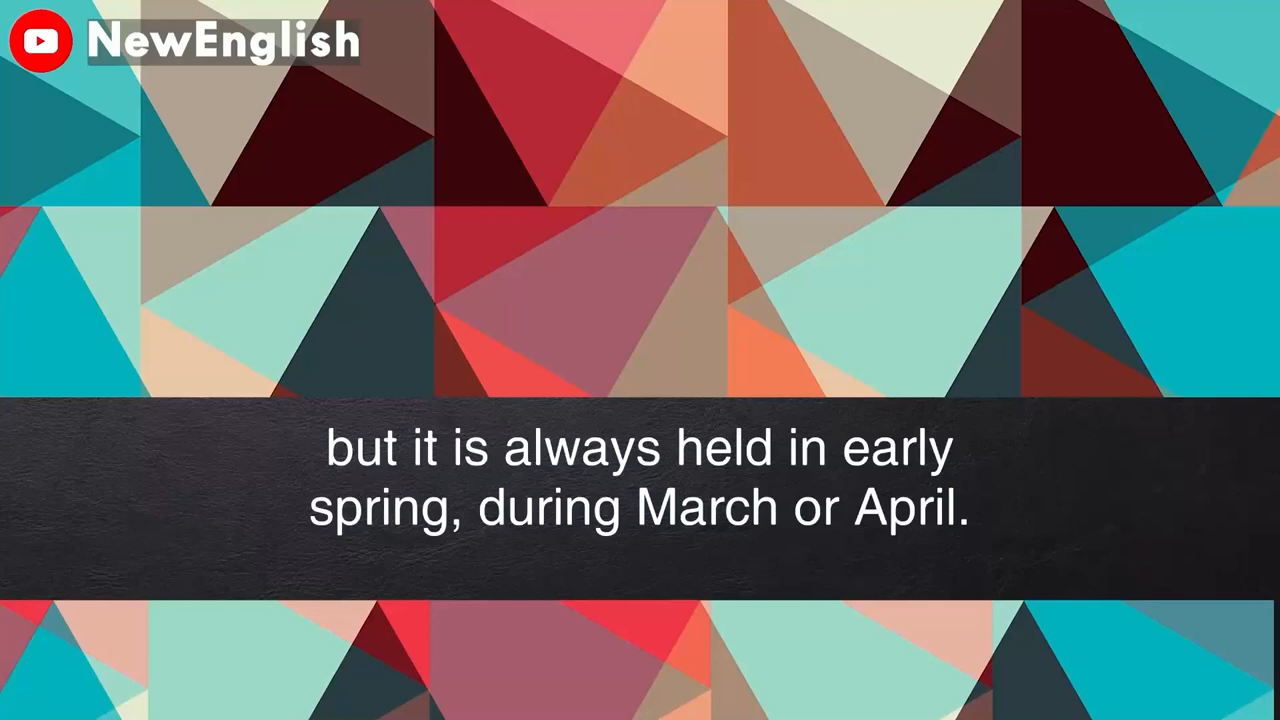 NewEnglish
but it is always held in early
spring, during March or April.